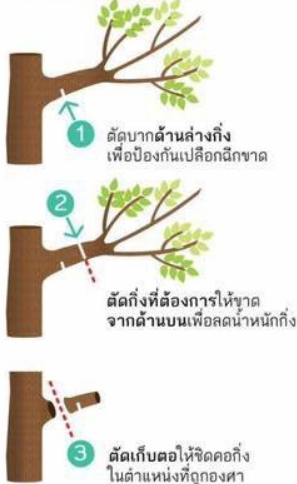 1
ตัดบากด้านล่างกิ่ง
เพื่อป้องกันเปลือกฉีกขาด
2
ตัดกิ่งที่ต้องการให้ขาด
จากด้านบนเพื่อลดน้ำหนักกิ่ง
3
ตัดเก็บตอให้ชิดคอกิ่ง
ในตำแหน่งที่ถูกองศา